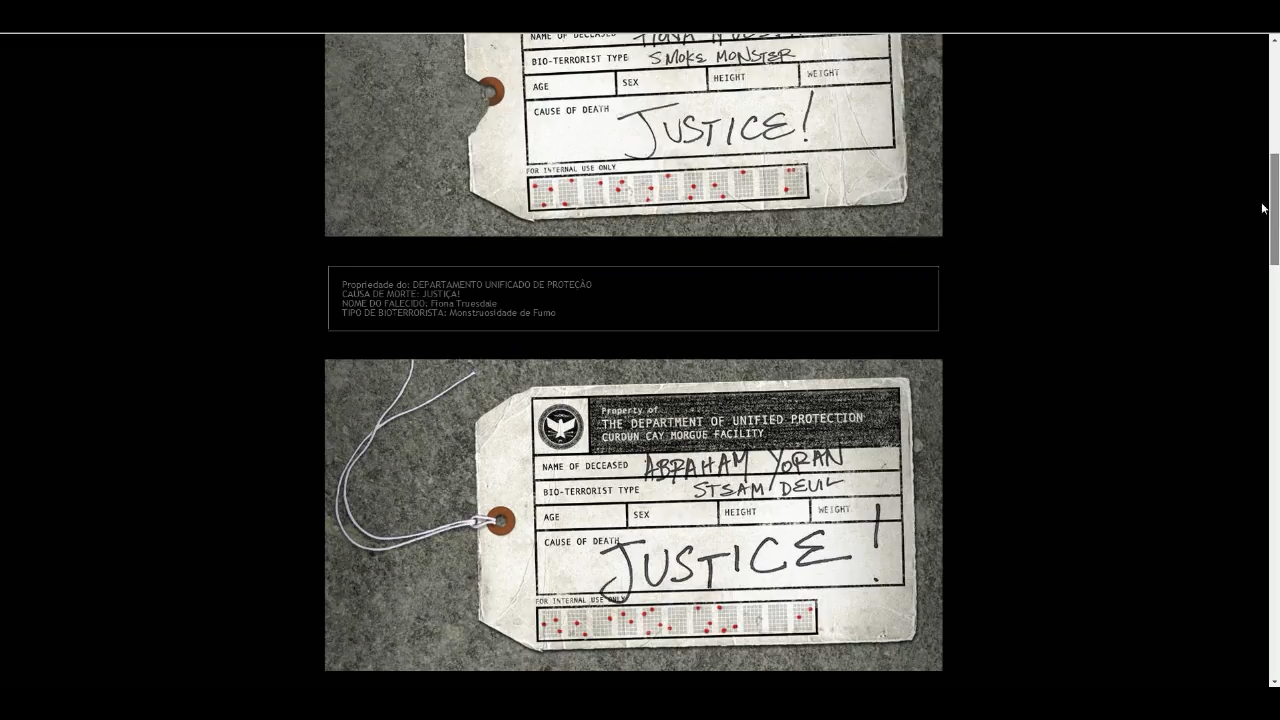 NAME OF DECEASED
BIO-TERRORIST TYPE SMOKE MONSTER
AGE SEX HEIGHT WEIGHT
CAUSE OF DEATH
JUSTICE!
FOR INTERNAL USE ONLY
Propriedade do: DEPARTAMENTO UNIFICADO DE PROTEÇÃO
CAUSA DE MORTE: JUSTIÇA!
NOME DO FALECIDO: Fiona Truesdale
TIPO DE BIOTERRORISTA: Monstruosidade de Fumo
Property of
THE DEPARTMENT OF UNIFIED PROTECTION
CURDUN CAY MORGUE FACILITY
NAME OF DECEASED ABRAHAM YORAN
BIO-TERRORIST TYPE STEAM DEVIL
AGE SEX HEIGHT WEIGHT
CAUSE OF DEATH
JUSTICE!
FOR INTERNAL USE ONLY